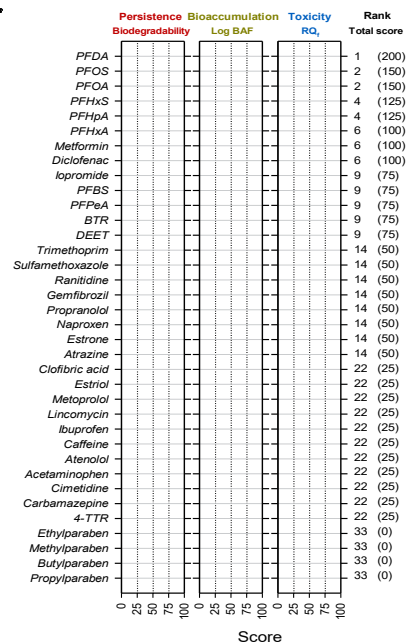 Persistence Bioaccumulation Toxicity Rank
Biodegradability Log BAF RQf Total score
PFDA 1 (200)
PFOS 2 (150)
PFOA 2 (150)
PFHxS 4 (125)
PFHpA 4 (125)
PFHxA 6 (100)
Metformin 6 (100)
Diclofenac 6 (100)
Iopromide 9 (75)
PFBS 9 (75)
PFPeA 9 (75)
BTR 9 (75)
DEET 9 (75)
Trimethoprim 14 (50)
Sulfamethoxazole 14 (50)
Ranitidine 14 (50)
Gemfibrozil 14 (50)
Propranolol 14 (50)
Naproxen 14 (50)
Estrone 14 (50)
Atrazine 14 (50)
Clofibric acid 22 (25)
Estriol 22 (25)
Metoprolol 22 (25)
Lincomycin 22 (25)
Ibuprofen 22 (25)
Caffeine 22 (25)
Atenolol 22 (25)
Acetaminophen 22 (25)
Cimetidine 22 (25)
Carbamazepine 22 (25)
4-TTR 22 (25)
Ethylparaben 33 (0)
Methylparaben 33 (0)
Butylparaben 33 (0)
Propylparaben 33 (0)
0 25 50 75 100 0 25 50 75 100 0 25 50 75 100
Score